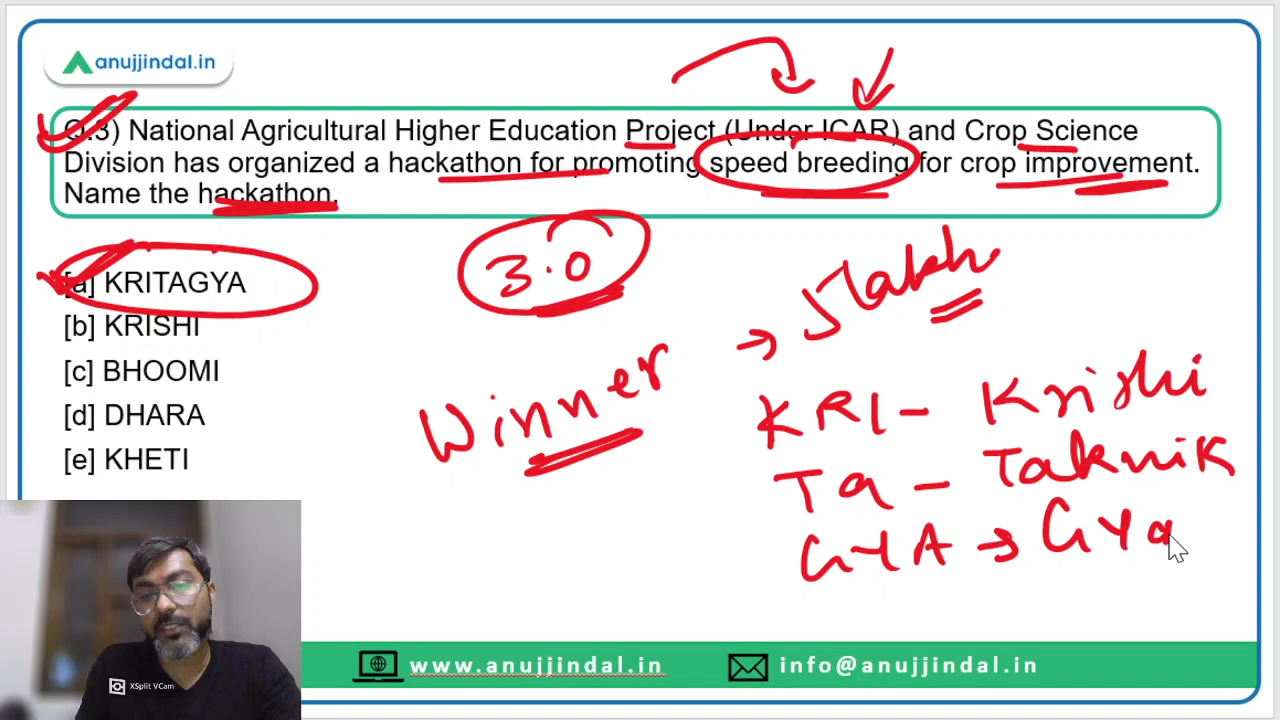 anujjindal.in
Q.3) National Agricultural Higher Education Project (Under ICAR) and Crop Science
Division has organized a hackathon for promoting speed breeding for crop improvement.
Name the hackathon.
[a] KRITAGYA
3.0
5 lakh
[b] KRISHI
Winner
[c] BHOOMI
KRI - Krishi
[d] DHARA
Ta - Taknik
[e] KHETI
GYA → Gya
XSplit VCam
www.anujjindal.in
info@anujjindal.in